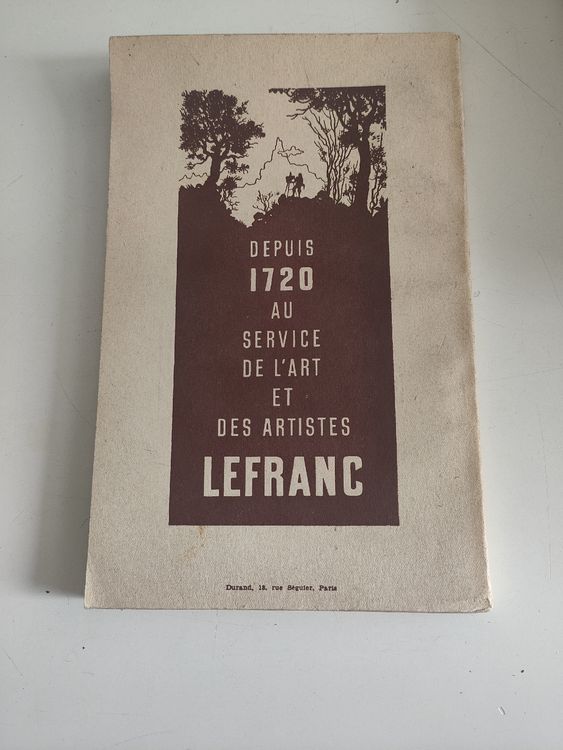 DEPUIS
1720
AU
SERVICE
DE L'ART
ET
DES ARTISTES
LEFRANC
Durand, 18, rue Séguier, Paris